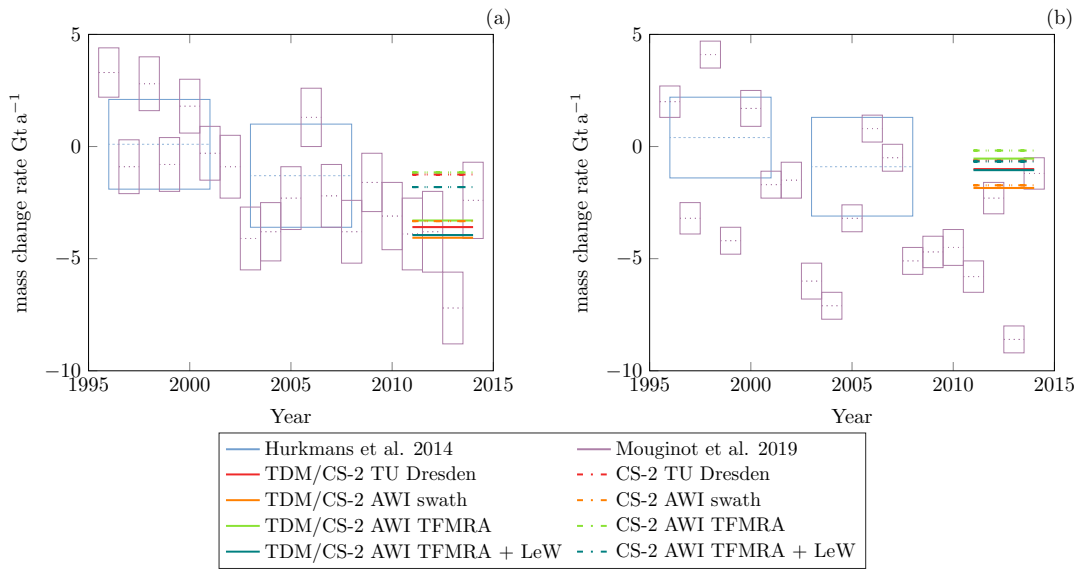 (a)
(b)
5
0
−5
−10
mass change rate Gt a⁻¹
1995
2000
2005
2010
2015
Year
5
0
−5
−10
mass change rate Gt a⁻¹
1995
2000
2005
2010
2015
Year
Hurkmans et al. 2014
Mouginot et al. 2019
TDM/CS-2 TU Dresden
CS-2 TU Dresden
TDM/CS-2 AWI swath
CS-2 AWI swath
TDM/CS-2 AWI TFMRA
CS-2 AWI TFMRA
TDM/CS-2 AWI TFMRA + LeW
CS-2 AWI TFMRA + LeW